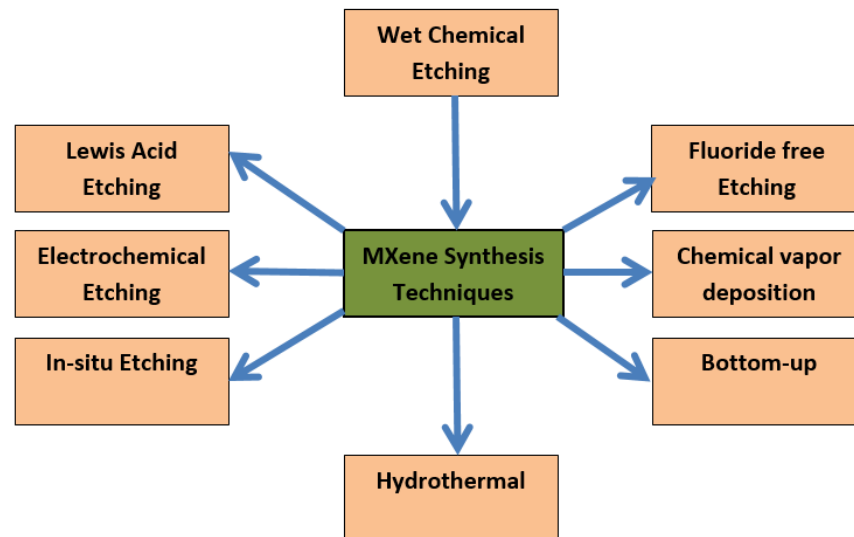 Wet Chemical
Etching
Lewis Acid
Etching
Fluoride free
Etching
Electrochemical
Etching
MXene Synthesis
Techniques
Chemical vapor
deposition
In-situ Etching
Bottom-up
Hydrothermal